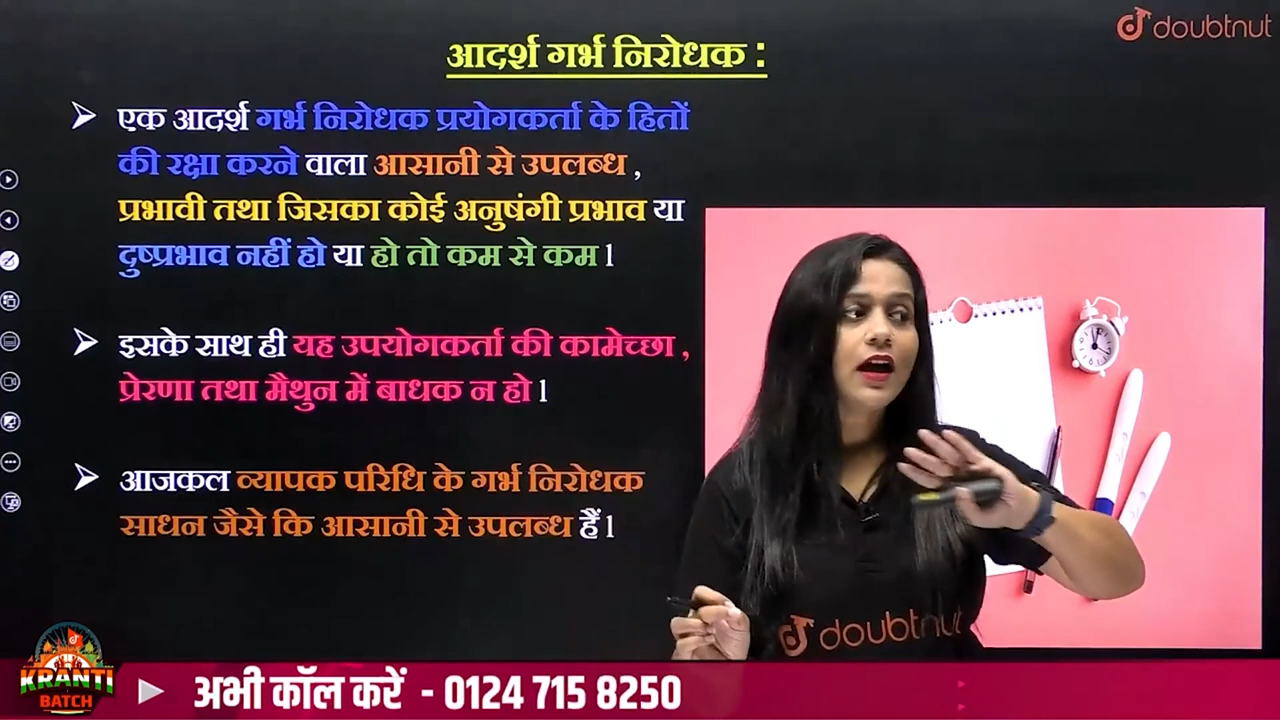 doubtnut
आदर्श गर्भ निरोधक :
एक आदर्श गर्भ निरोधक प्रयोगकर्ता के हितों
की रक्षा करने वाला आसानी से उपलब्ध ,
प्रभावी तथा जिसका कोई अनुषंगी प्रभाव या
दुष्प्रभाव नहीं हो या हो तो कम से कम l
इसके साथ ही यह उपयोगकर्ता की कामेच्छा ,
प्रेरणा तथा मैथुन में बाधक न हो l
आजकल व्यापक परिधि के गर्भ निरोधक
साधन जैसे कि आसानी से उपलब्ध हैं l
doubtnut
KRANTI
BATCH
अभी कॉल करें - 0124 715 8250